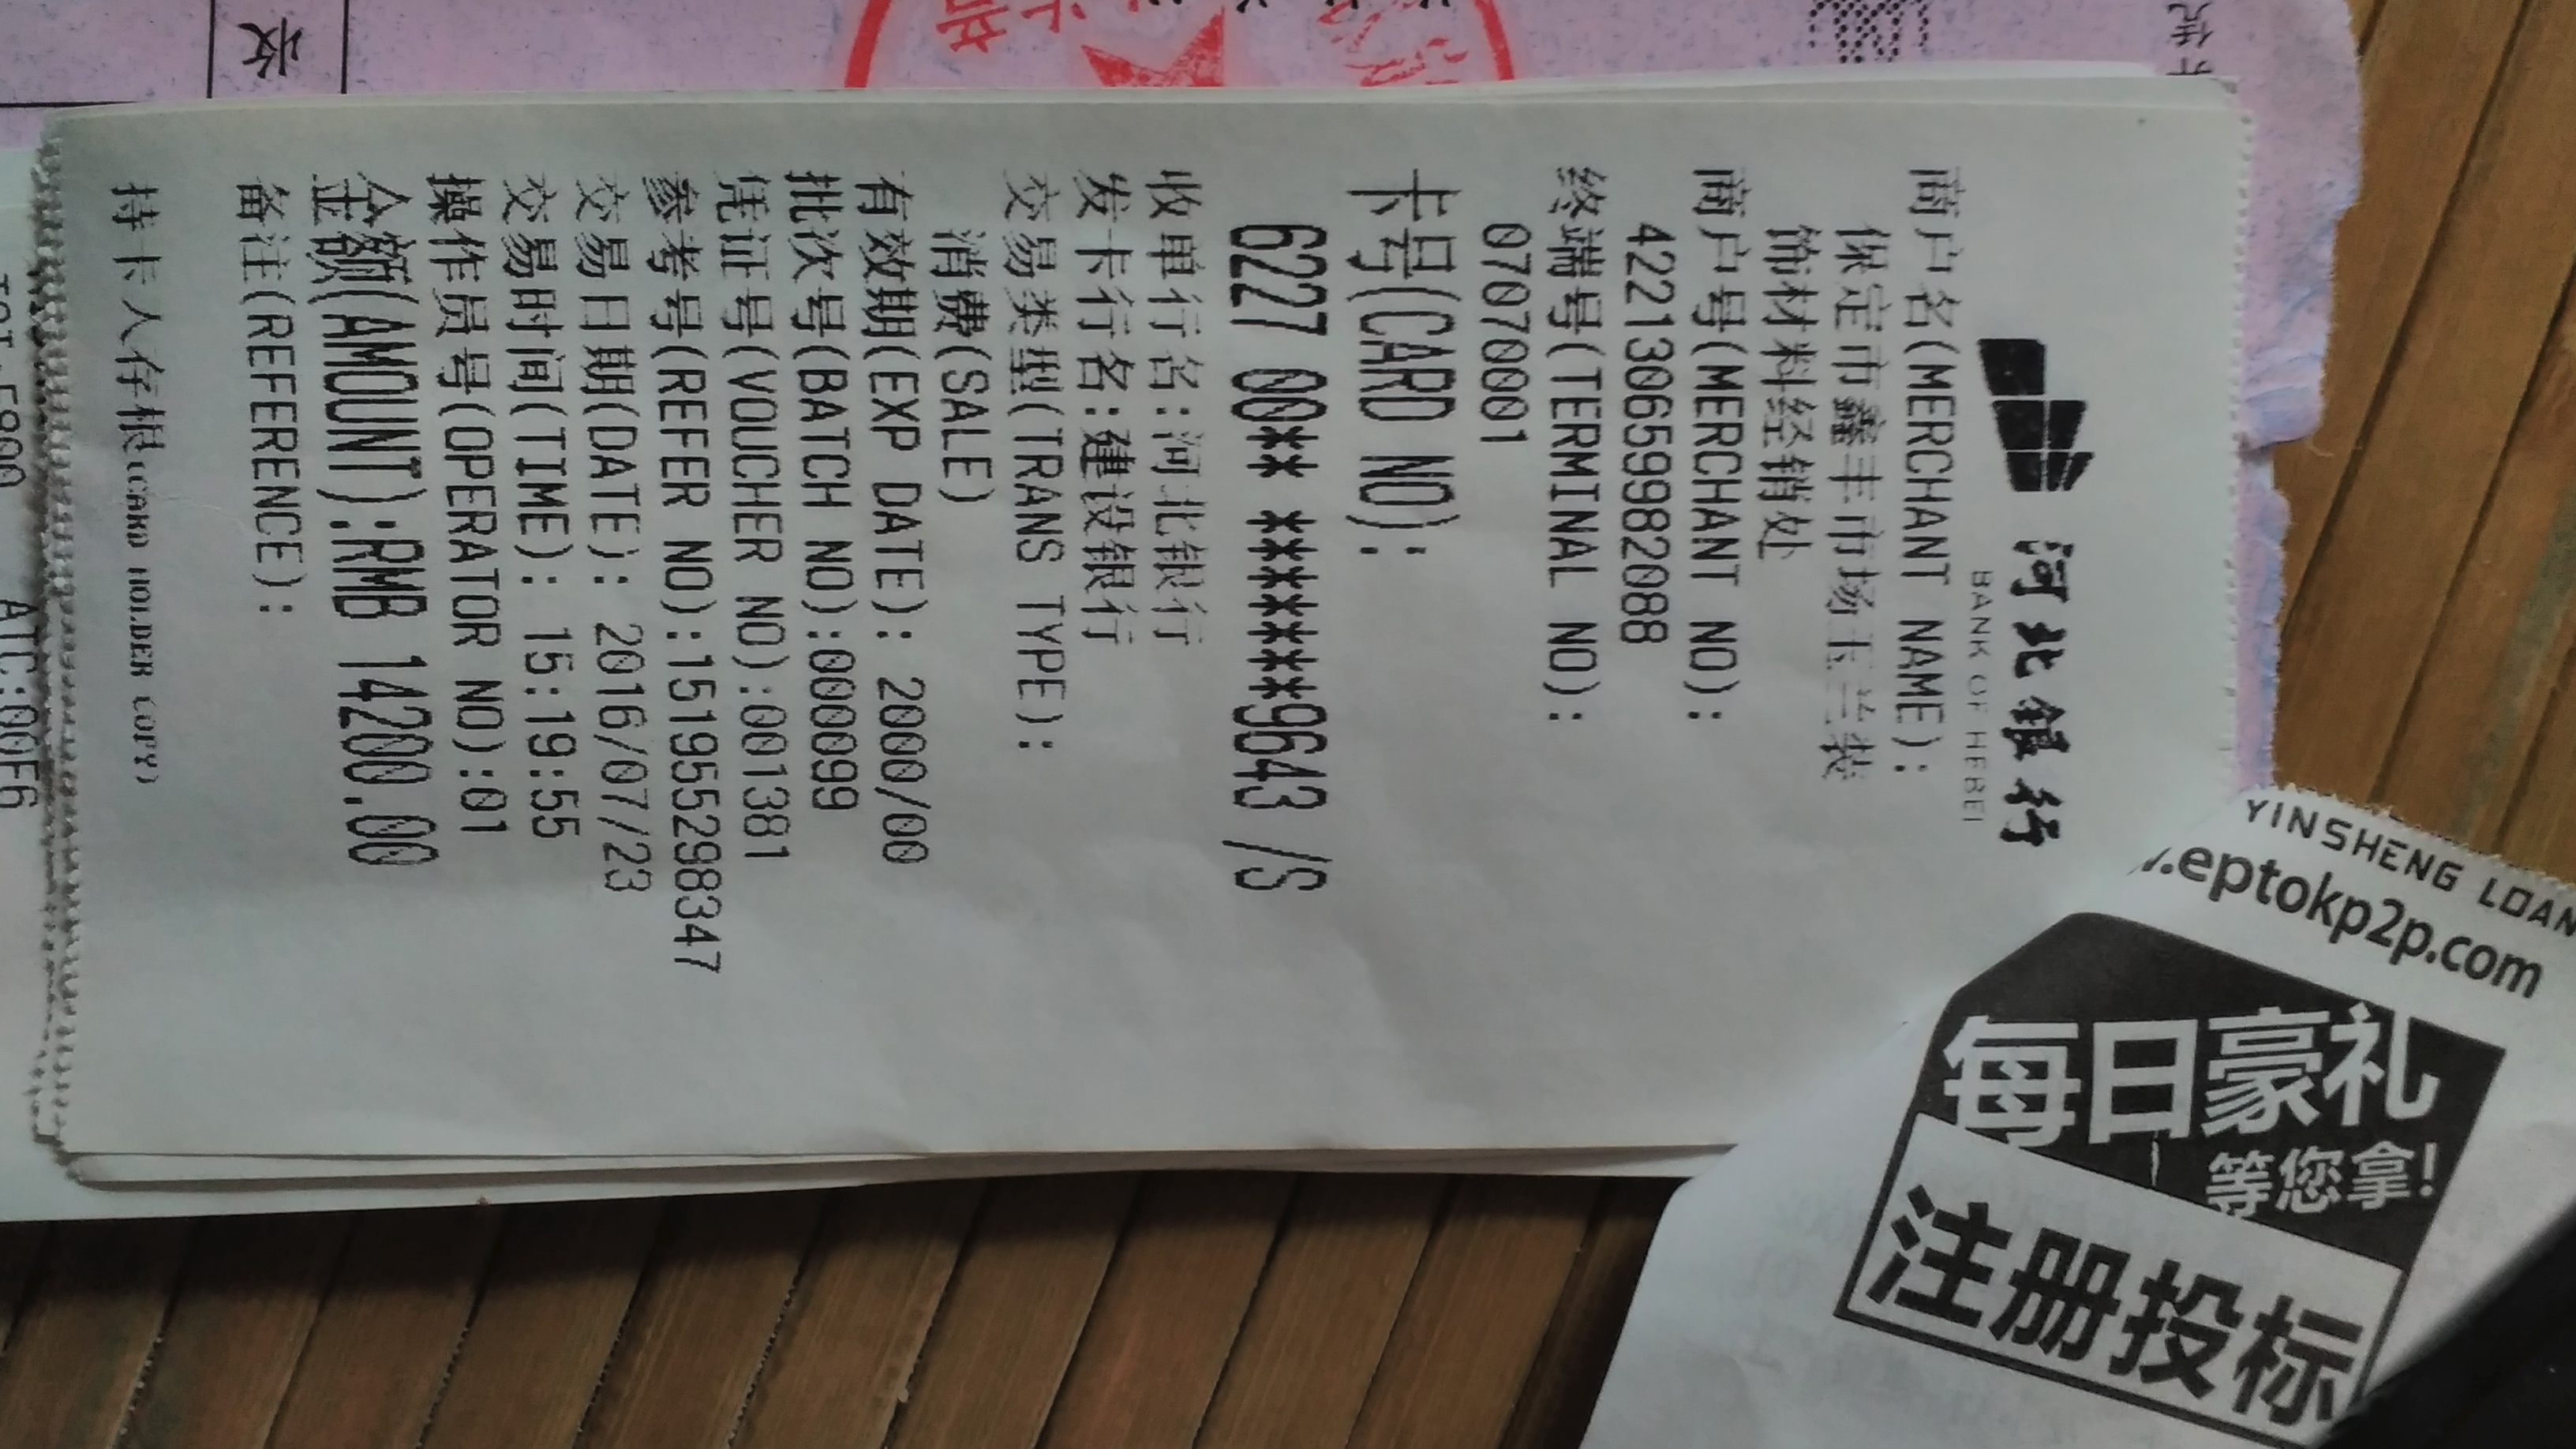 河北银行
BANK OF HEBEI
商户名(MERCHANT NAME):
保定市鑫丰市场玉兰装
饰材料经销处
商户号(MERCHANT NO):
422130659982088
终端号(TERMINAL NO):
07070001
卡号(CARD NO):
6227 00** *******9643 /S
收单行名:河北银行
发卡行名:建设银行
交易类型(TRANS TYPE):
消费(SALE)
有效期(EXP DATE): 2000/00
批次号(BATCH NO):000099
凭证号(VOUCHER NO):001381
参考号(REFER NO):151955298347
交易日期(DATE): 2016/07/23
交易时间(TIME): 15:19:55
操作员号(OPERATOR NO):01
金额(AMOUNT):RMB 14200.00
备注(REFERENCE):
持卡人存根(CARD HOLDER COPY)
ATC:00F6
YINSHENG LOAN
.eptokp2p.com
每日豪礼
等您拿!
注册投标